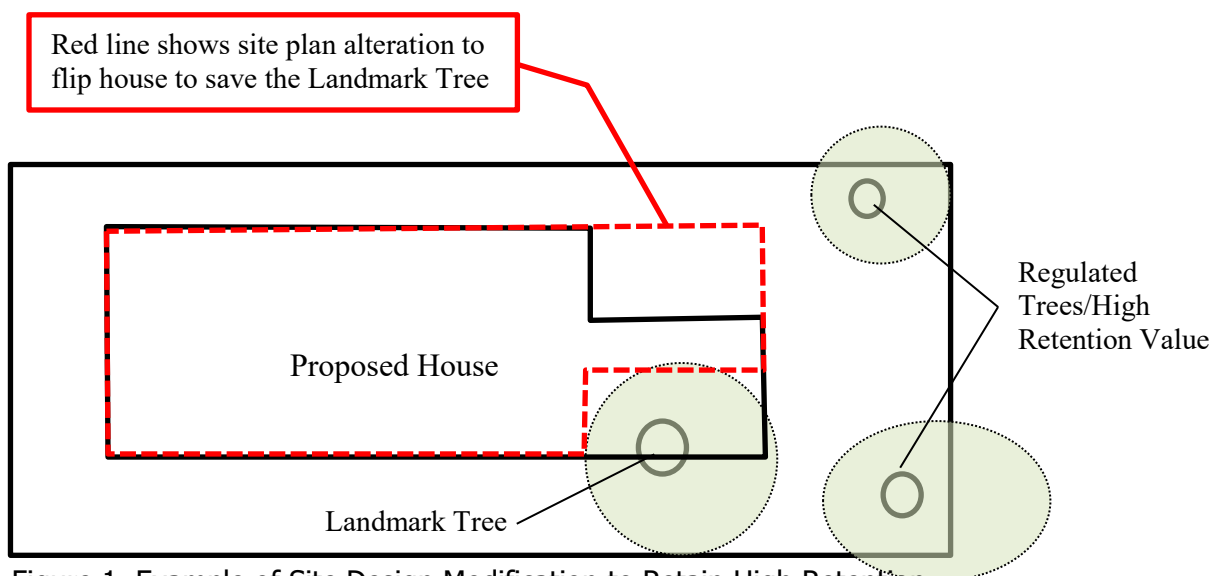 Red line shows site plan alteration to
flip house to save the Landmark Tree
Regulated
Trees/High
Retention Value
Proposed House
Landmark Tree
Figure 1. Example of Site Design Modification to Retain High Retention